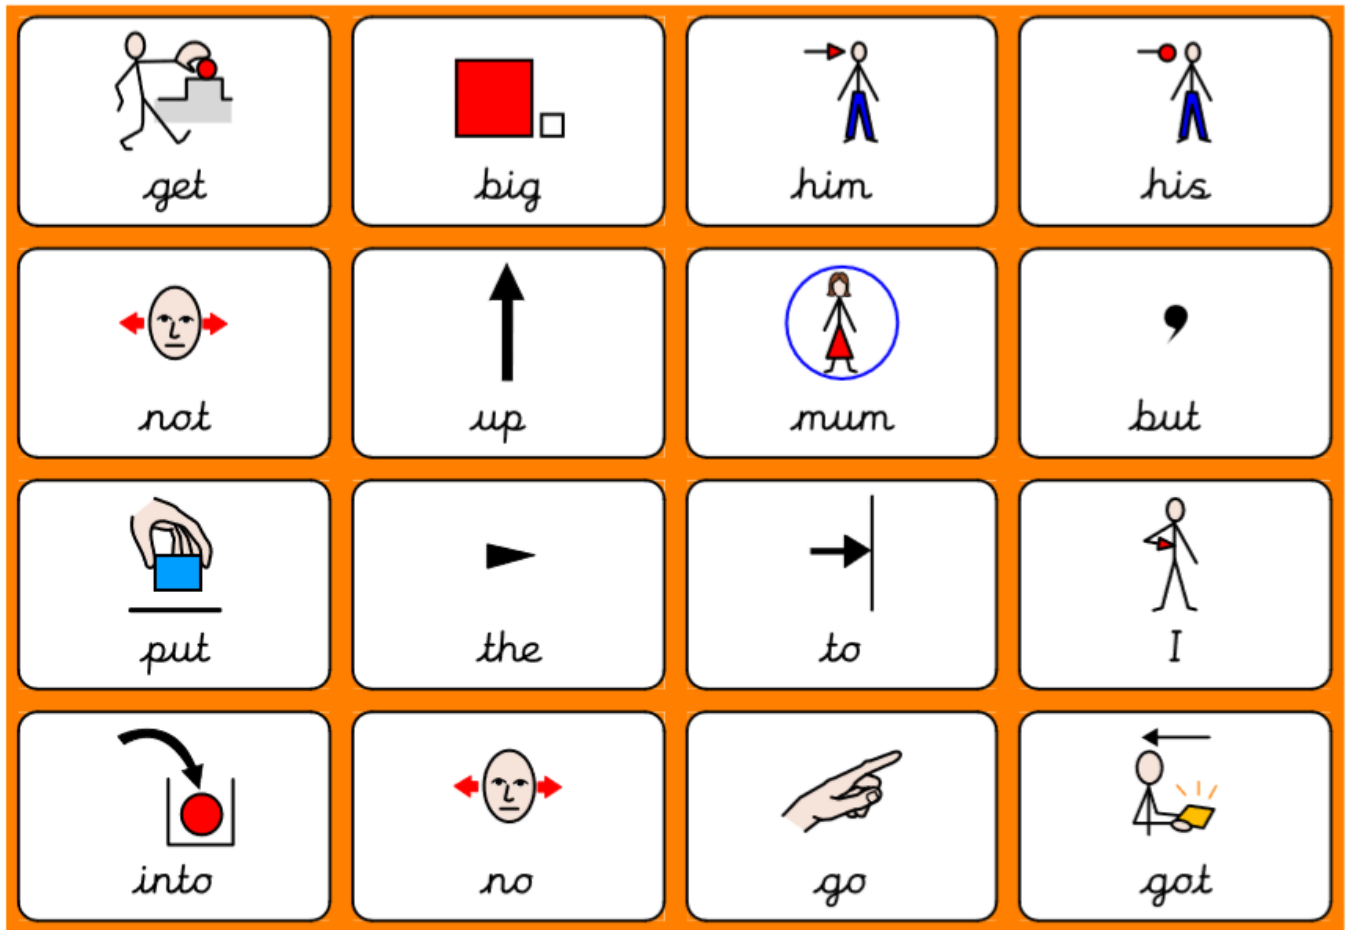 get big him his
not up mum but
put the to I
into no go got